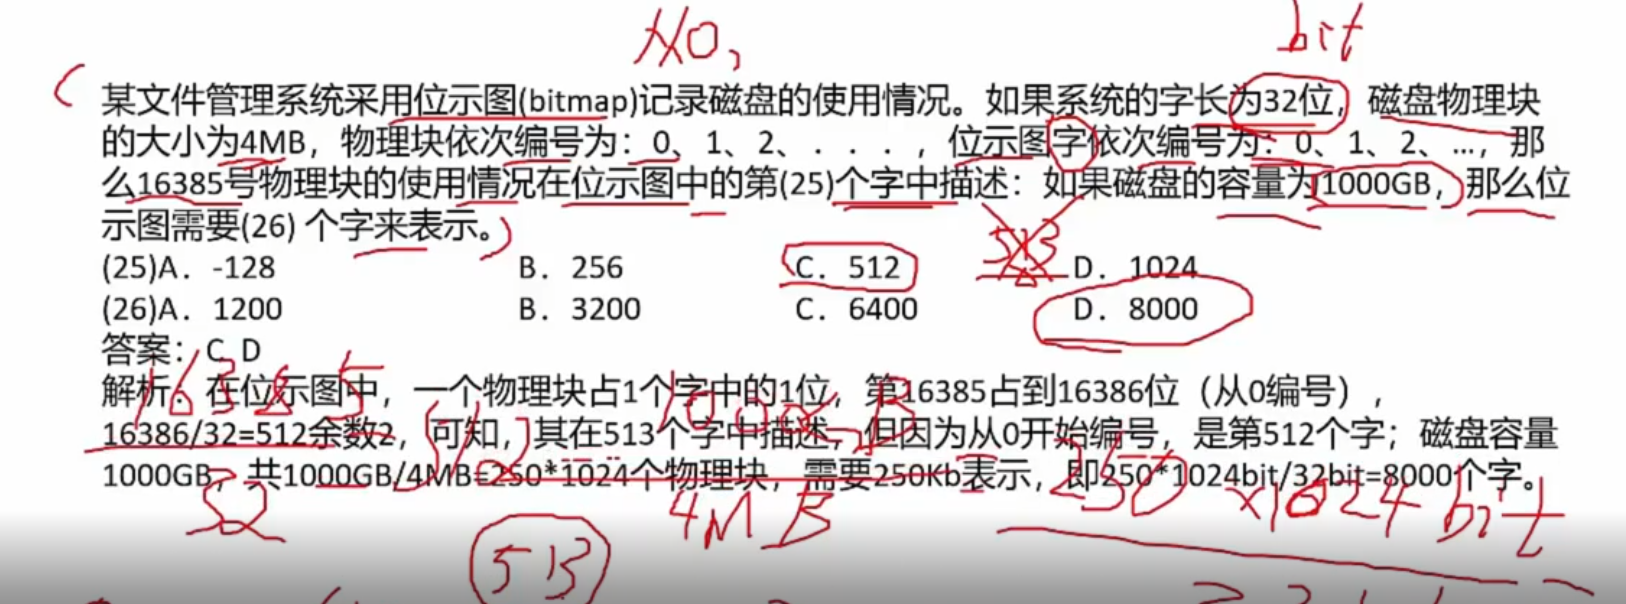 No,
bit
某文件管理系统采用位示图(bitmap)记录磁盘的使用情况。如果系统的字长为32位，磁盘物理块
的大小为4MB，物理块依次编号为：0、1、2、．．．，位示图字依次编号为：0、1、2、…，那
么16385号物理块的使用情况在位示图中的第(25)个字中描述：如果磁盘的容量为1000GB，那么位
示图需要(26) 个字来表示。
513
(25)A．-128 B．256 C．512 D．1024
(26)A．1200 B．3200 C．6400 D．8000
答案：C D
解析：在位示图中，一个物理块占1个字中的1位，第16385占到16386位（从0编号），
16386/32=512余数2，可知，其在513个字中描述，但因为从0开始编号，是第512个字；磁盘容量
1000GB，共1000GB/4MB=250*1024个物理块，需要250Kb表示，即250*1024bit/32bit=8000个字。
16385
32
512
4MB
250×1024bit
513